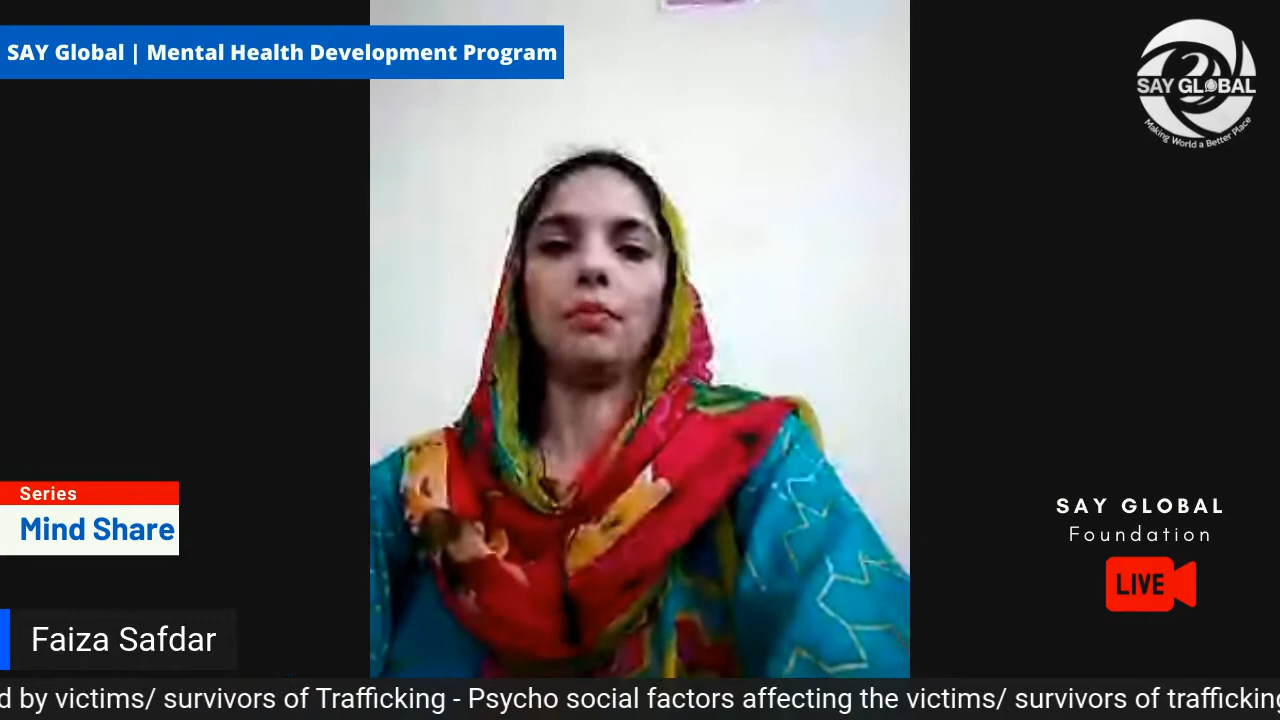 SAY Global | Mental Health Development Program
SAY GLOBAL
Making World a Better Place
Series
Mind Share
SAY GLOBAL
Foundation
LIVE
Faiza Safdar
d by victims/ survivors of Trafficking - Psycho social factors affecting the victims/ survivors of trafficking